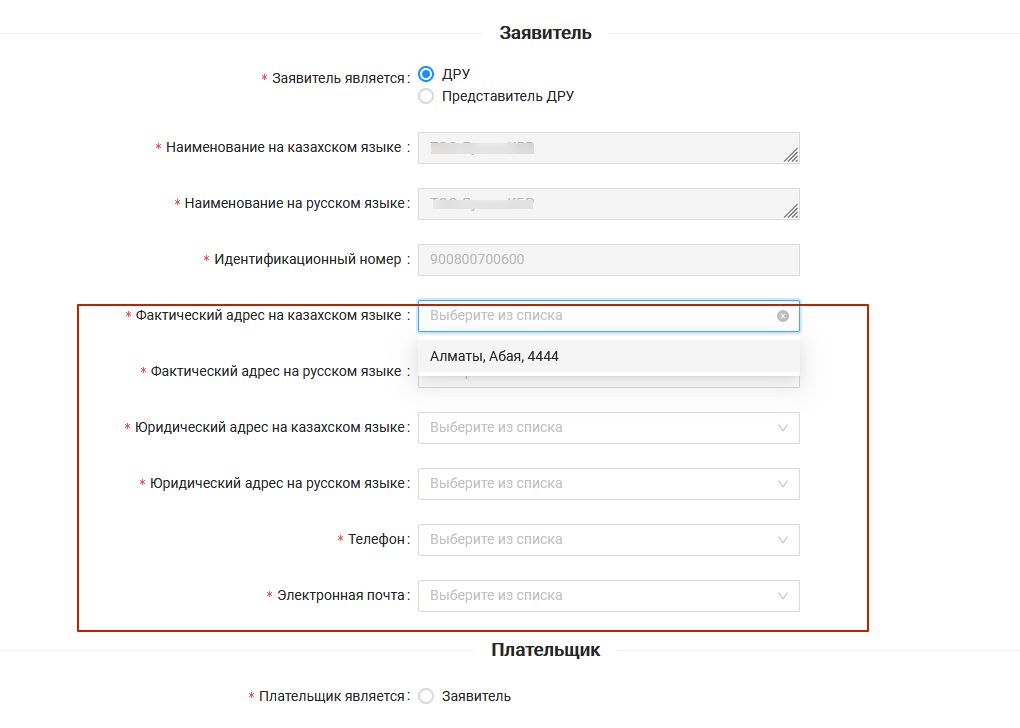 Заявитель
* Заявитель является: ДРУ
Представитель ДРУ
* Наименование на казахском языке :
* Наименование на русском языке:
* Идентификационный номер : 900800700600
* Фактический адрес на казахском языке : Выберите из списка
Алматы, Абая, 4444
* Фактический адрес на русском языке :
* Юридический адрес на казахском языке: Выберите из списка
* Юридический адрес на русском языке: Выберите из списка
* Телефон: Выберите из списка
* Электронная почта: Выберите из списка
Плательщик
* Плательщик является: Заявитель